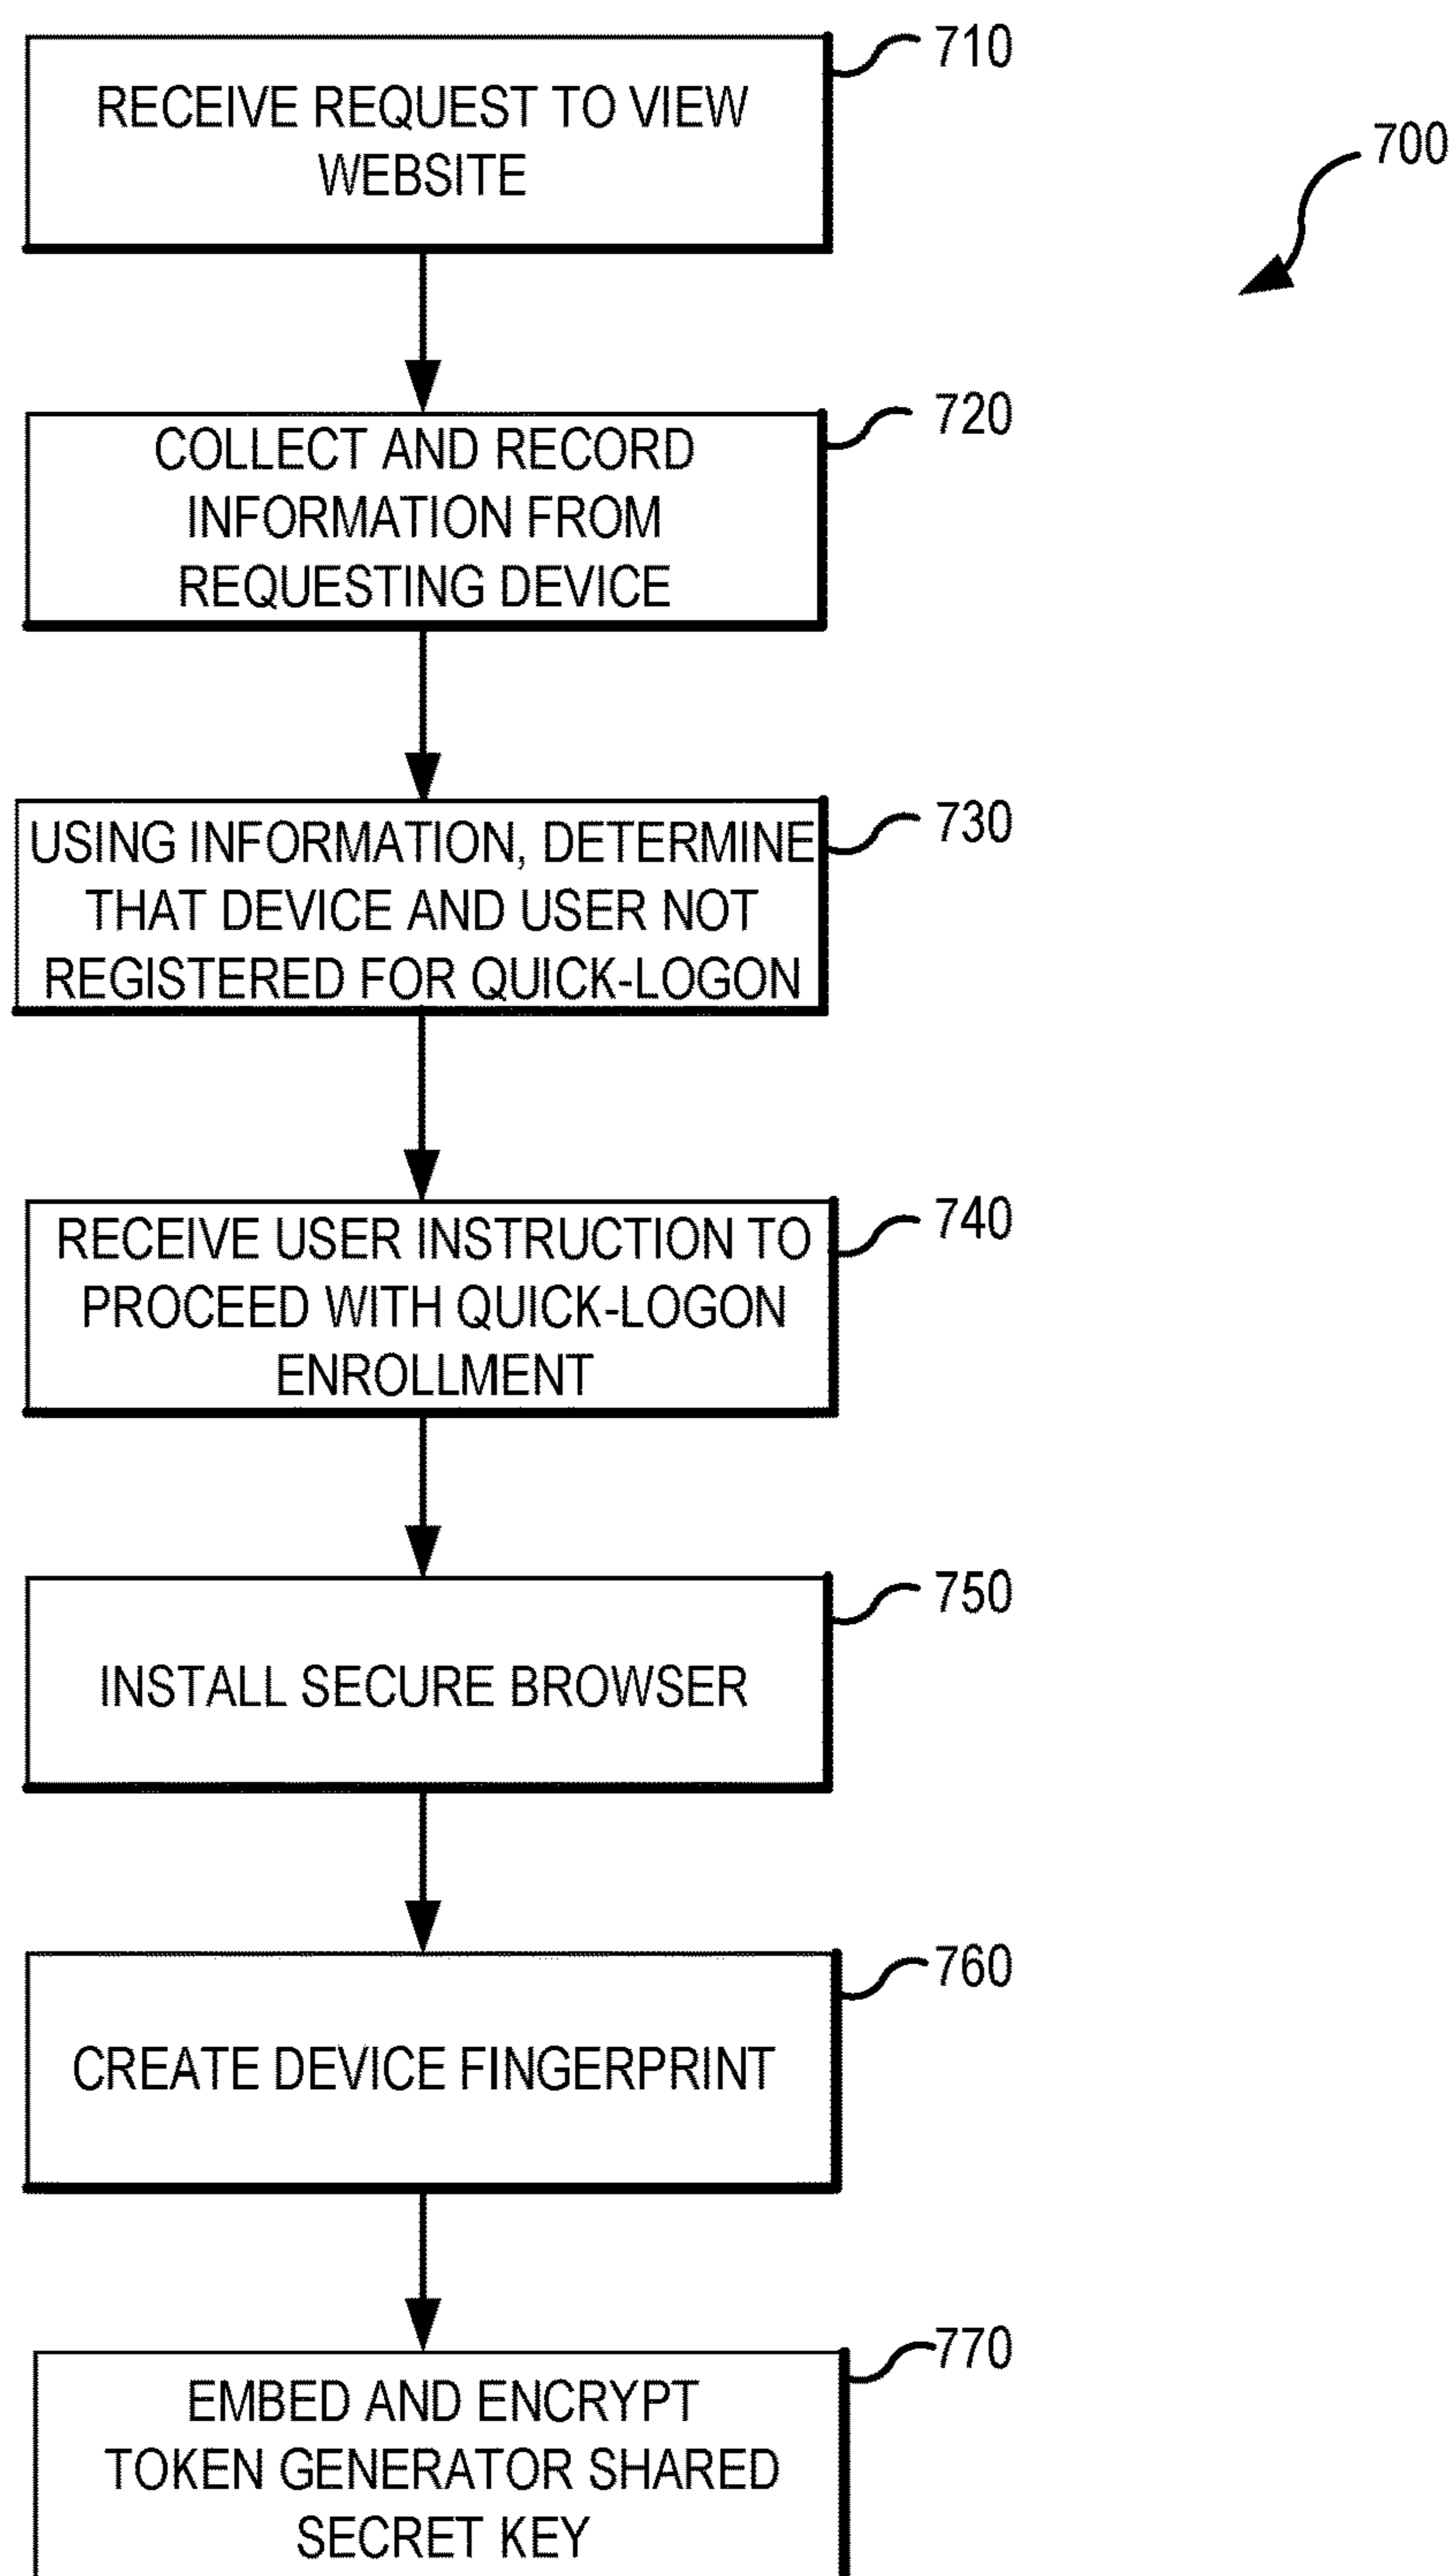 710
RECEIVE REQUEST TO VIEW
WEBSITE
700
720
COLLECT AND RECORD
INFORMATION FROM
REQUESTING DEVICE
730
USING INFORMATION, DETERMINE
THAT DEVICE AND USER NOT
REGISTERED FOR QUICK-LOGON
740
RECEIVE USER INSTRUCTION TO
PROCEED WITH QUICK-LOGON
ENROLLMENT
750
INSTALL SECURE BROWSER
760
CREATE DEVICE FINGERPRINT
770
EMBED AND ENCRYPT
TOKEN GENERATOR SHARED
SECRET KEY